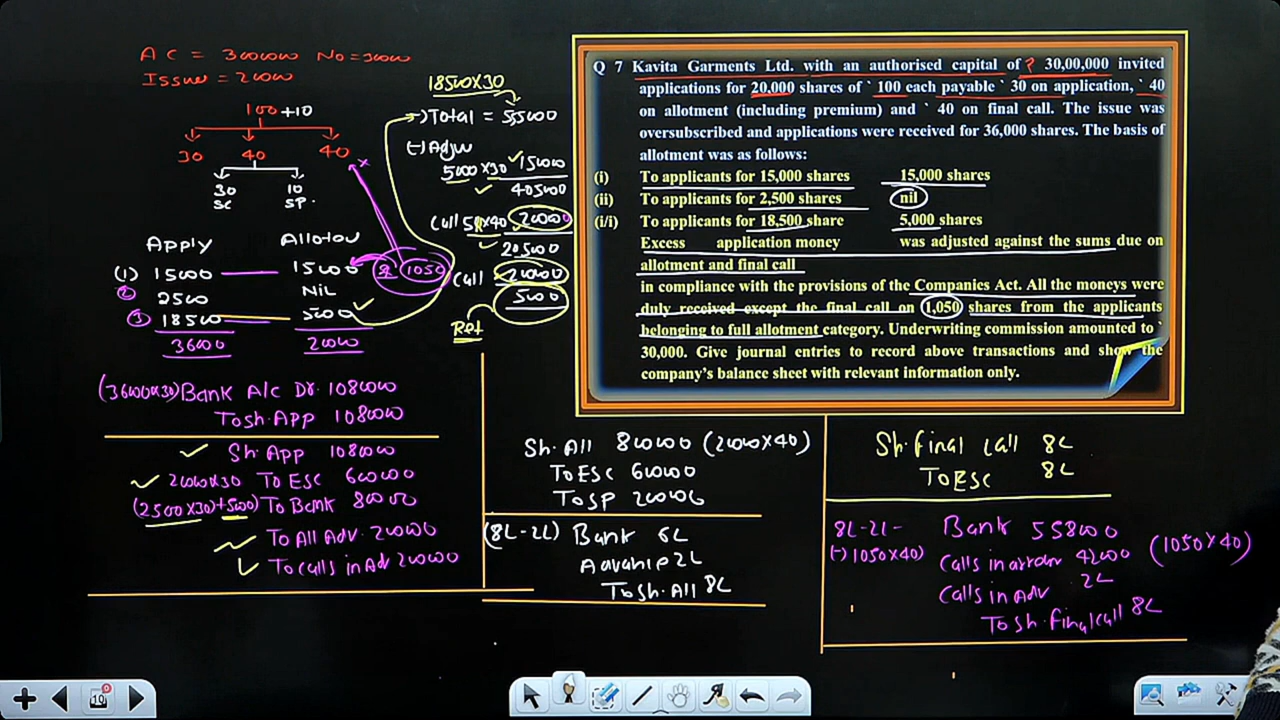 AC = 3000000 No = 30000
Issue = 20000
100 + 10
30 40 40
30 10
SC SP.
Apply Allotow
(1) 15000 15000 2 1050
2 2500 NiL
3 18500 5000
36000 20000
(36000x30) Bank A/c Dr. 1080000
To sh. App 1080000
Sh. App 1080000
20000x30 To ESC 600000
(2500x30)+5000) To Bank 80000
To All Adv. 200000
To calls in Adv 200000
18500x30
Total = 555000
(-) Adju
5000x30 150000
405000
Call 5000x40 200000
205000
Call 200000
5000
Ref
Q 7 Kavita Garments Ltd. with an authorised capital of ? 30,00,000 invited
applications for 20,000 shares of ` 100 each payable ` 30 on application, ` 40
on allotment (including premium) and ` 40 on final call. The issue was
oversubscribed and applications were received for 36,000 shares. The basis of
allotment was as follows:
(i) To applicants for 15,000 shares 15,000 shares
(ii) To applicants for 2,500 shares nil
(i/i) To applicants for 18,500 share 5,000 shares
Excess application money was adjusted against the sums due on
allotment and final call
in compliance with the provisions of the Companies Act. All the moneys were
duly received except the final call on 1,050 shares from the applicants
belonging to full allotment category. Underwriting commission amounted to `
30,000. Give journal entries to record above transactions and show the
company's balance sheet with relevant information only.
Sh. All 800000 (20000x40)
To ESC 600000
To SP 200000
(8L-2L) Bank 6L
Advance 2L
To sh. All 8L
Sh. final call 8L
To ESC 8L
8L-2L- Bank 558000
(-) 1050x40) Calls in arrear 42000 (1050x40)
Calls in Adv 2L
To sh. final call 8L
10